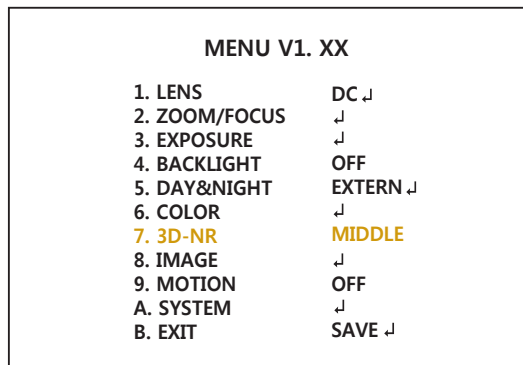 MENU V1. XX
1. LENS DC ↵
2. ZOOM/FOCUS ↵
3. EXPOSURE ↵
4. BACKLIGHT OFF
5. DAY&NIGHT EXTERN ↵
6. COLOR ↵
7. 3D-NR MIDDLE
8. IMAGE ↵
9. MOTION OFF
A. SYSTEM ↵
B. EXIT SAVE ↵